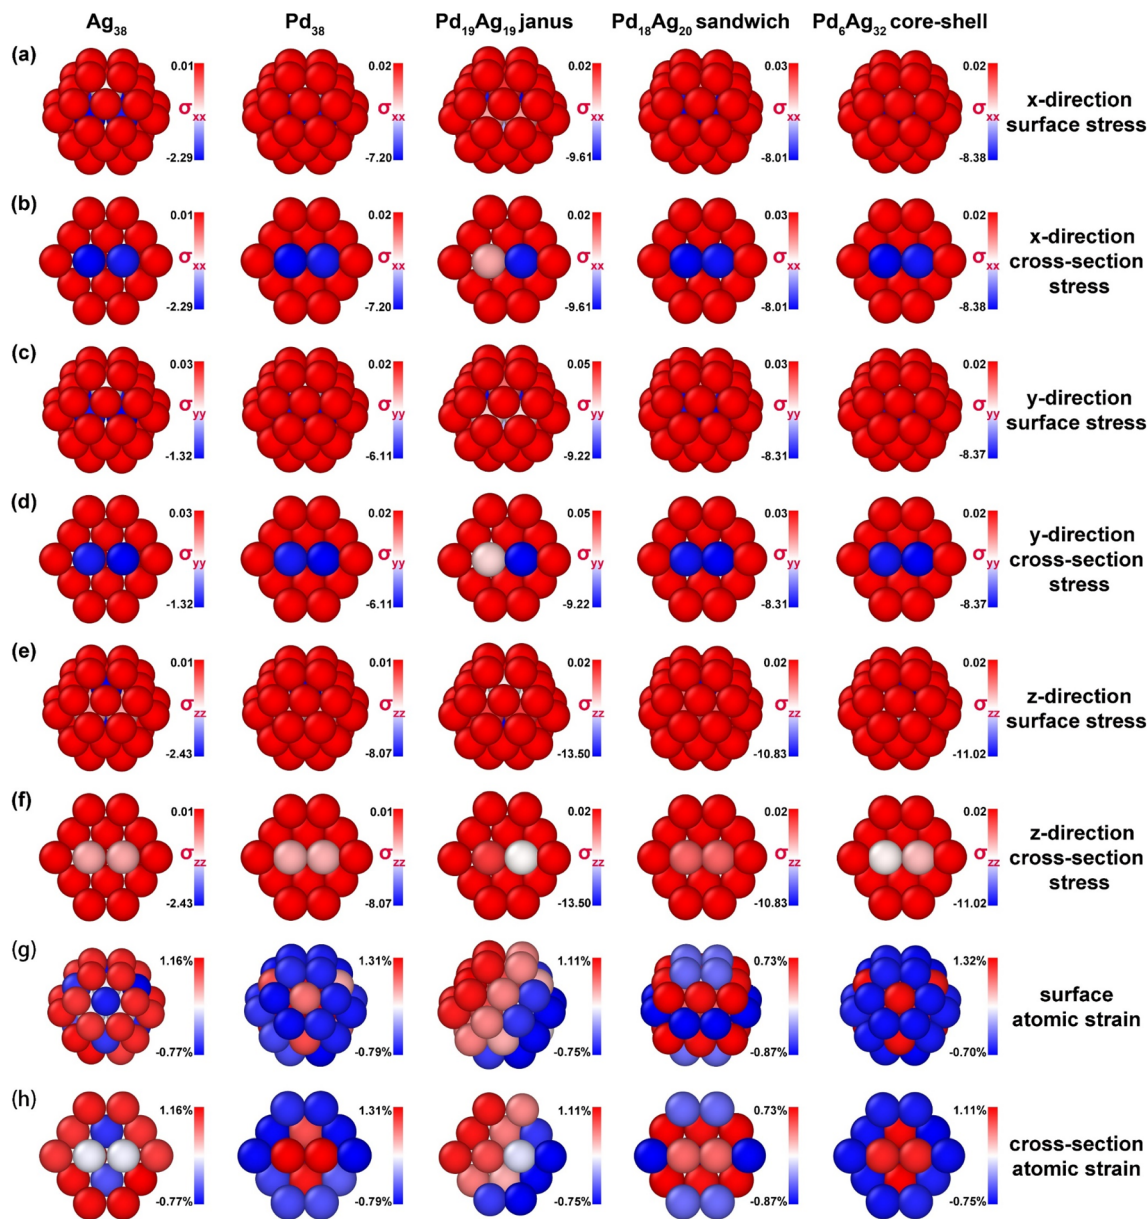 Ag38 Pd38 Pd19Ag19 janus Pd18Ag20 sandwich Pd6Ag32 core-shell
(a) 0.01 σxx -2.29 0.02 σxx -7.20 0.02 σxx -9.61 0.03 σxx -8.01 0.02 σxx -8.38
x-direction
surface stress
(b) 0.01 σxx -2.29 0.02 σxx -7.20 0.02 σxx -9.61 0.03 σxx -8.01 0.02 σxx -8.38
x-direction
cross-section
stress
(c) 0.03 σyy -1.32 0.02 σyy -6.11 0.05 σyy -9.22 0.03 σyy -8.31 0.02 σyy -8.37
y-direction
surface stress
(d) 0.03 σyy -1.32 0.02 σyy -6.11 0.05 σyy -9.22 0.03 σyy -8.31 0.02 σyy -8.37
y-direction
cross-section
stress
(e) 0.01 σzz -2.43 0.02 σzz -8.07 0.02 σzz -13.50 0.03 σzz -10.83 0.02 σzz -11.02
z-direction
surface stress
(f) 0.01 σzz -2.43 0.02 σzz -8.07 0.02 σzz -13.50 0.02 σzz -10.83 0.02 σzz -11.02
z-direction
cross-section
stress
(g) 1.16% -0.77% 1.31% -0.79% 1.11% -0.75% 0.73% -0.87% 1.32% -0.70%
surface
atomic strain
(h) 1.16% -0.77% 1.31% -0.79% 1.11% -0.75% 0.73% -0.87% 1.11% -0.75%
cross-section
atomic strain